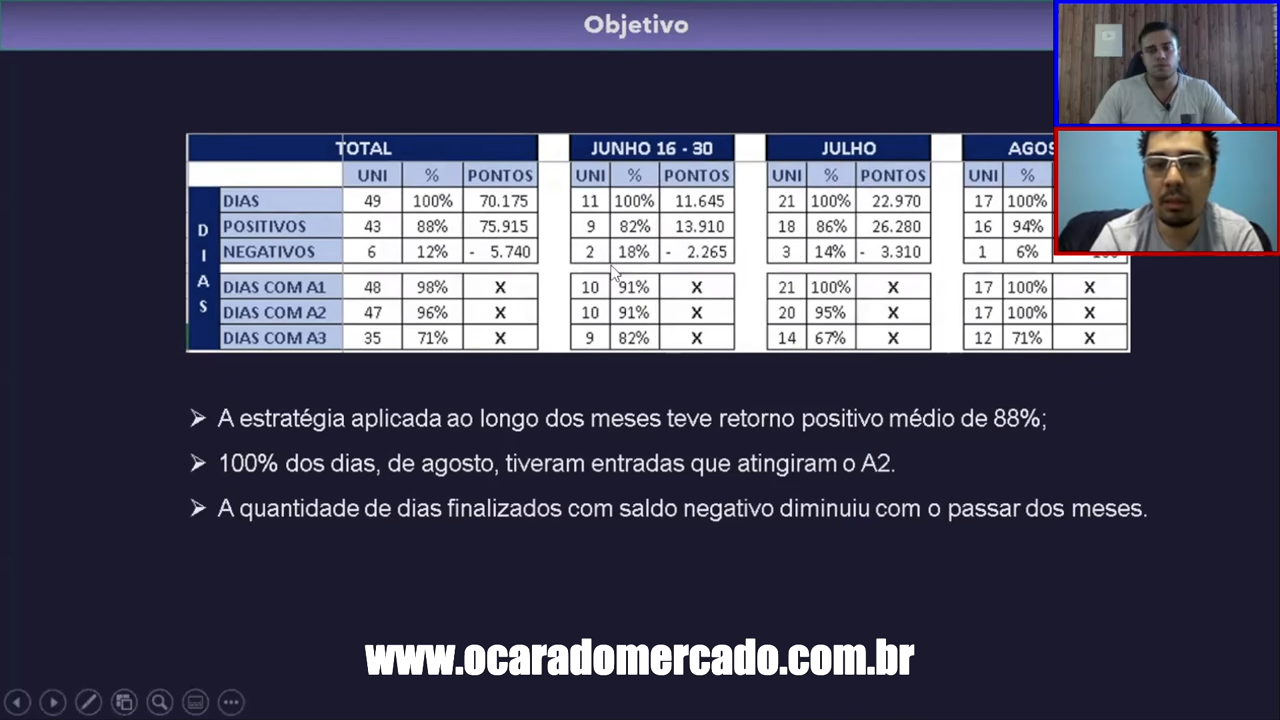 Objetivo
TOTAL JUNHO 16 - 30 JULHO
UNI % PONTOS UNI % PONTOS UNI % PONTOS UNI %
DIAS 49 100% 70.175 11 100% 11.645 21 100% 22.970 17 100%
POSITIVOS 43 88% 75.915 9 82% 13.910 18 86% 26.280 16 94%
NEGATIVOS 6 12% - 5.740 2 18% - 2.265 3 14% - 3.310 1 6%
DIAS COM A1 48 98% X 10 91% X 21 100% X 17 100% X
DIAS COM A2 47 96% X 10 91% X 20 95% X 17 100% X
DIAS COM A3 35 71% X 9 82% X 14 67% X 12 71% X
DIAS
A estratégia aplicada ao longo dos meses teve retorno positivo médio de 88%;
100% dos dias, de agosto, tiveram entradas que atingiram o A2.
A quantidade de dias finalizados com saldo negativo diminuiu com o passar dos meses.
www.ocaradomercado.com.br